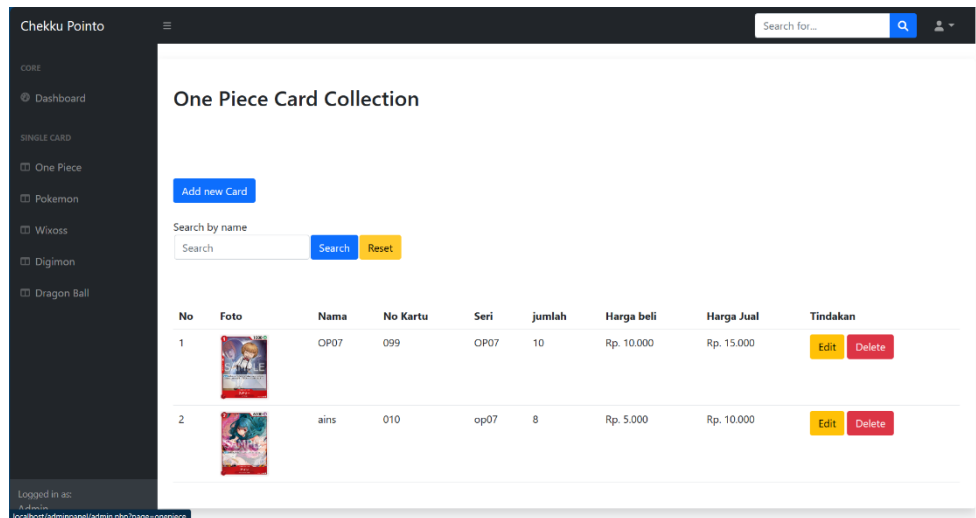 Chekku Pointo
Search for...
CORE
Dashboard
SINGLE CARD
One Piece
Pokemon
Wixoss
Digimon
Dragon Ball
Logged in as:
Admin
localhost/adminpanel/admin.php?page=onepiece
One Piece Card Collection
Add new Card
Search by name
Search Search Reset
No Foto Nama No Kartu Seri jumlah Harga beli Harga Jual Tindakan
1 OP07 099 OP07 10 Rp. 10.000 Rp. 15.000 Edit Delete
SAMPLE
2 ains 010 op07 8 Rp. 5.000 Rp. 10.000 Edit Delete